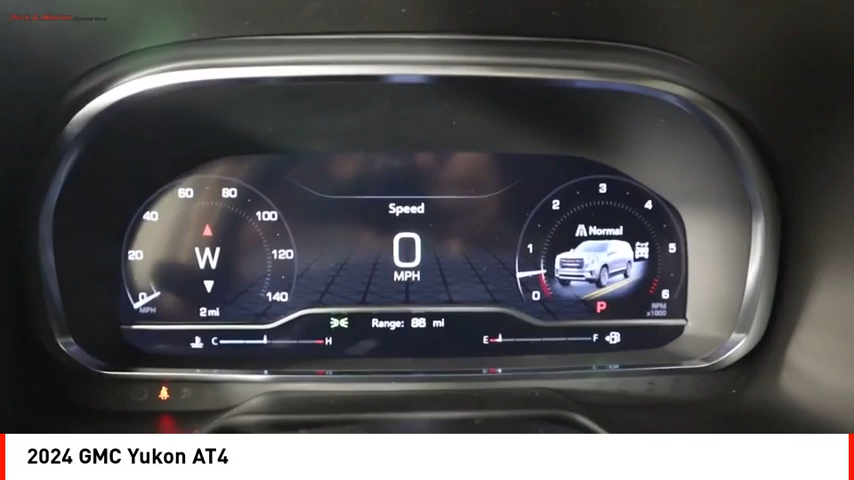 Speed
0
MPH
0
20
40
60
80
100
120
140
MPH
W
2 mi
0
1
2
3
4
5
6
RPM
x1000
Normal
P
C
H
Range: 86 mi
E
F
2024 GMC Yukon AT4